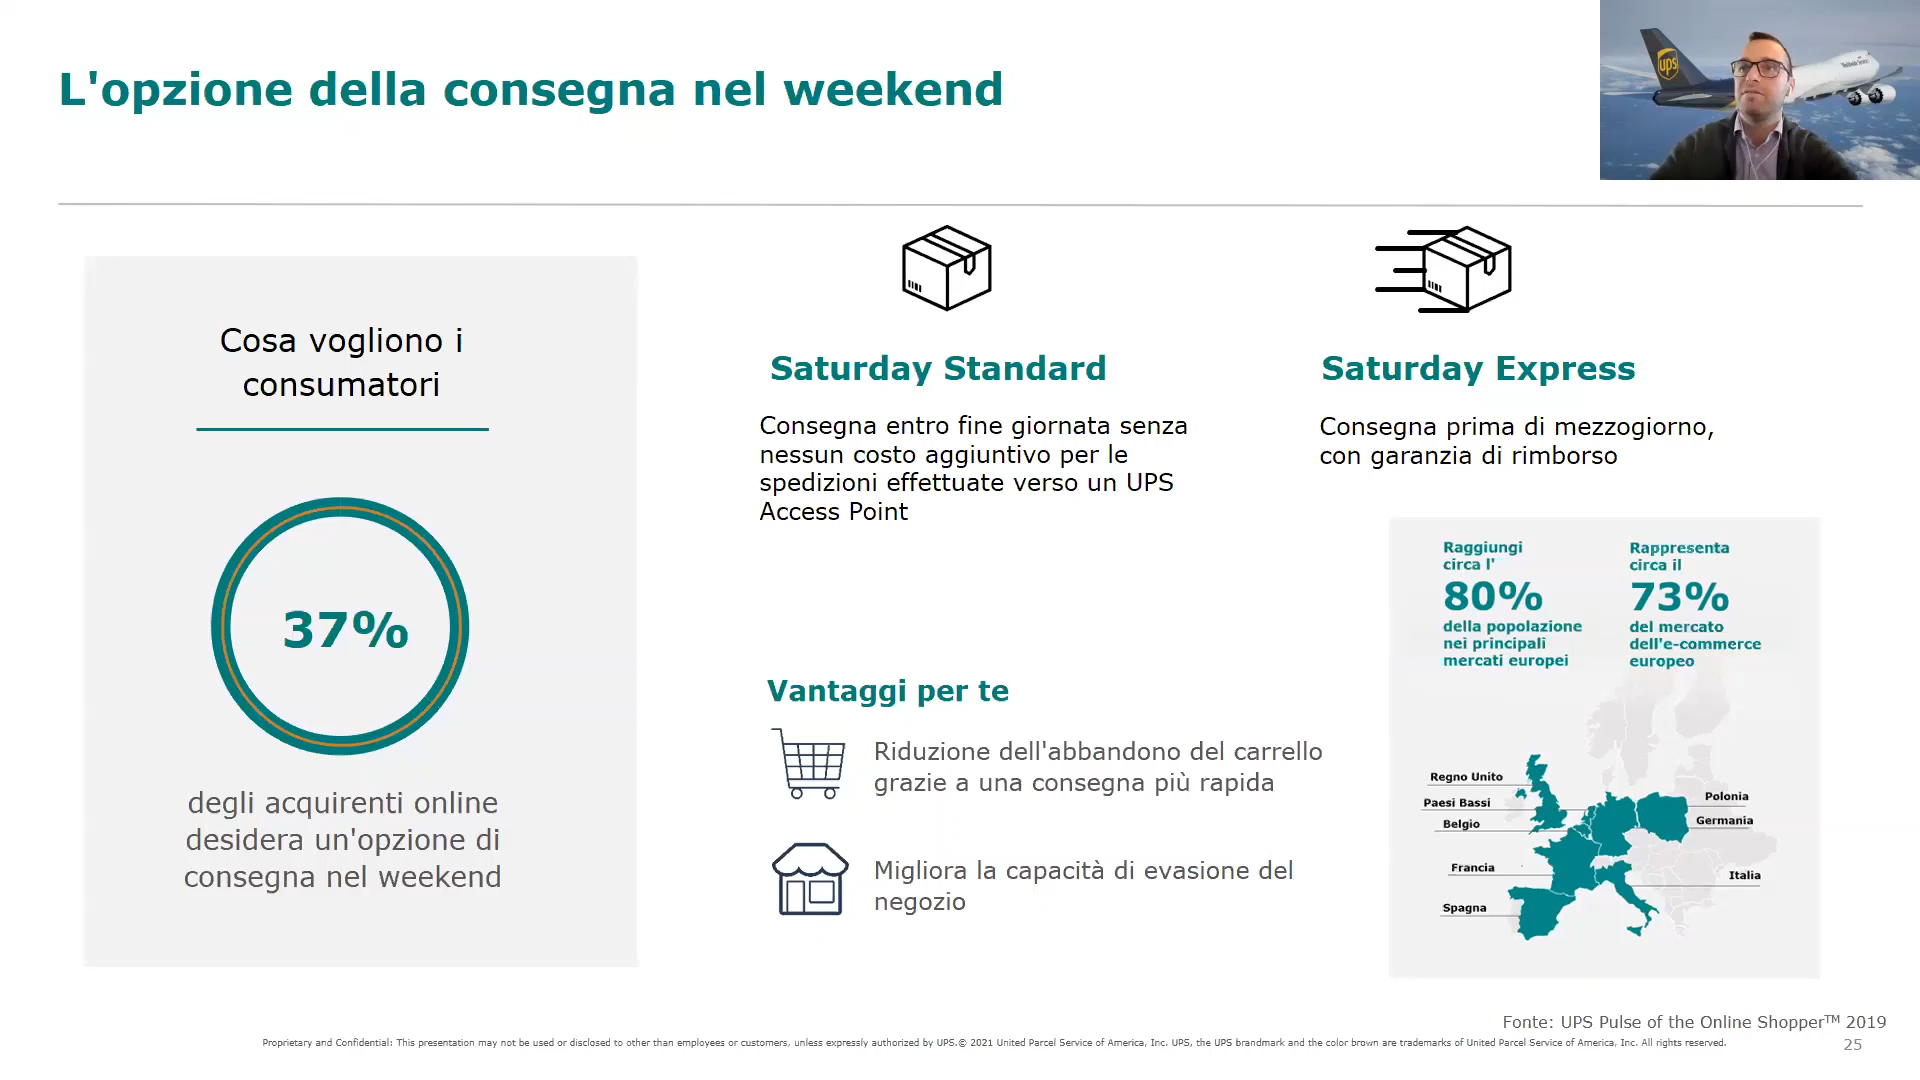 L'opzione della consegna nel weekend
ups
Cosa vogliono i
consumatori
37%
degli acquirenti online
desidera un'opzione di
consegna nel weekend
Saturday Standard
Consegna entro fine giornata senza
nessun costo aggiuntivo per le
spedizioni effettuate verso un UPS
Access Point
Saturday Express
Consegna prima di mezzogiorno,
con garanzia di rimborso
Vantaggi per te
Riduzione dell'abbandono del carrello
grazie a una consegna più rapida
Migliora la capacità di evasione del
negozio
Raggiungi
circa l'
80%
della popolazione
nei principali
mercati europei
Rappresenta
circa il
73%
del mercato
dell'e-commerce
europeo
Regno Unito
Paesi Bassi
Belgio
Francia
Spagna
Polonia
Germania
Italia
Fonte: UPS Pulse of the Online Shopper™ 2019
Proprietary and Confidential: This presentation may not be used or disclosed to other than employees or customers, unless expressly authorized by UPS.© 2021 United Parcel Service of America, Inc. UPS, the UPS brandmark and the color brown are trademarks of United Parcel Service of America, Inc. All rights reserved.
25